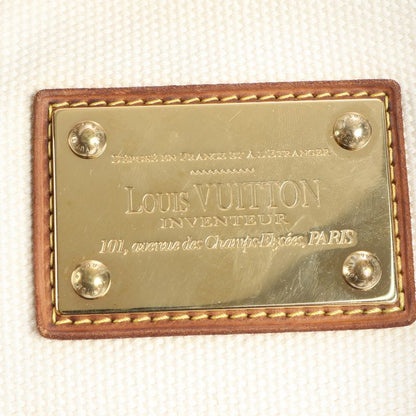 DÉPOSÉ EN FRANCE ET À L'ÉTRANGER
LOUIS VUITTON
INVENTEUR
101, avenue des Champs-Elysées, PARIS